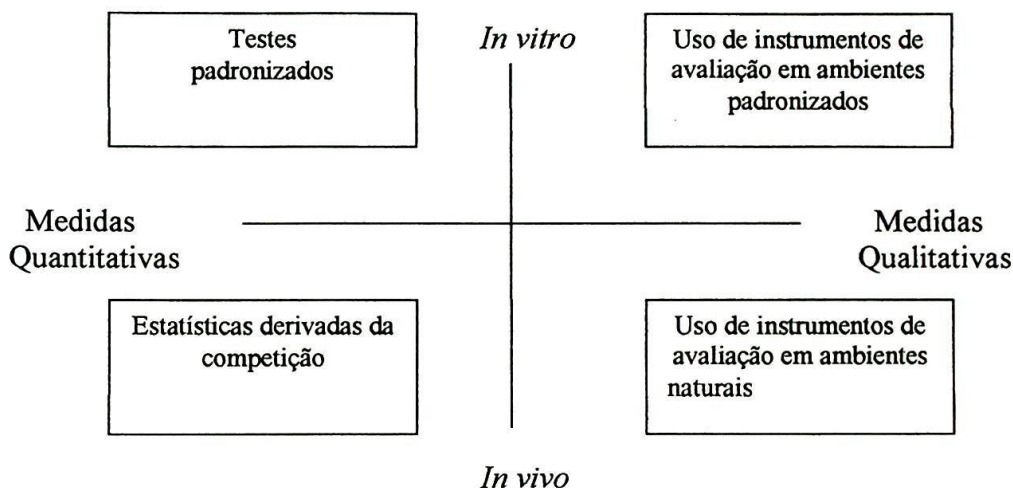 Testes
padronizados
In vitro
Uso de instrumentos de
avaliação em ambientes
padronizados
Medidas
Quantitativas
Medidas
Qualitativas
Estatísticas derivadas da
competição
Uso de instrumentos de
avaliação em ambientes
naturais
In vivo